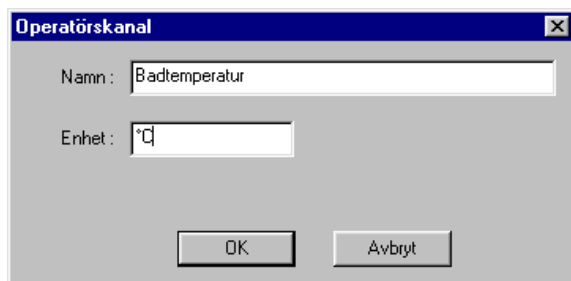 Operatörskanal
Namn : Badtemperatur
Enhet : °C
OK Avbryt